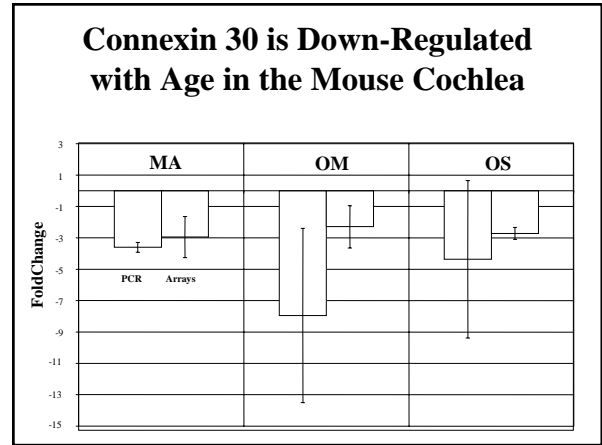 Connexin 30 is Down-Regulated
with Age in the Mouse Cochlea
MA OM OS
FoldChange
3
1
-1
-3
-5
-7
-9
-11
-13
-15
PCR Arrays